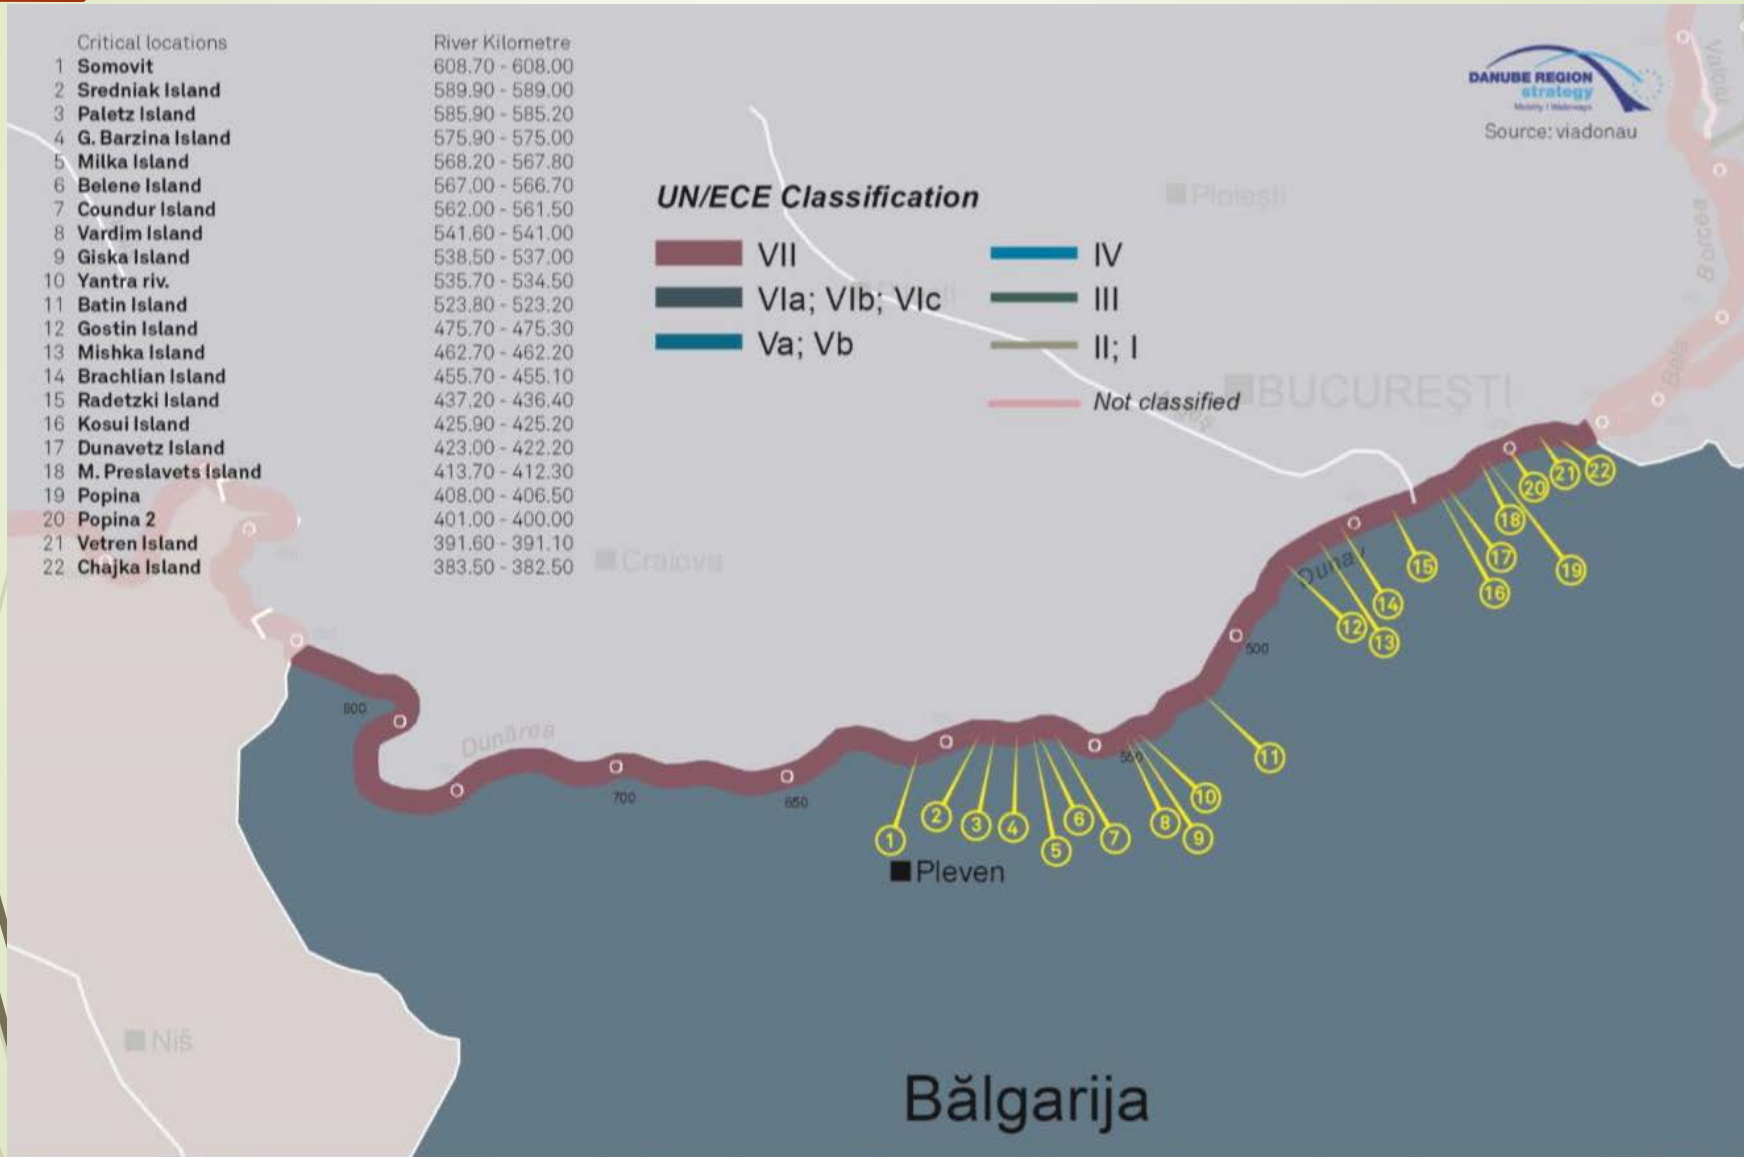 Critical locations River Kilometre
1 Somovit 608.70 - 608.00
2 Sredniak Island 589.90 - 589.00
3 Paletz Island 585.90 - 585.20
4 G. Barzina Island 575.90 - 575.00
5 Milka Island 568.20 - 567.80
6 Belene Island 567.00 - 566.70
7 Coundur Island 562.00 - 561.50
8 Vardim Island 541.60 - 541.00
9 Giska Island 538.50 - 537.00
10 Yantra riv. 535.70 - 534.50
11 Batin Island 523.80 - 523.20
12 Gostin Island 475.70 - 475.30
13 Mishka Island 462.70 - 462.20
14 Brachlian Island 455.70 - 455.10
15 Radetzki Island 437.20 - 436.40
16 Kosui Island 425.90 - 425.20
17 Dunavetz Island 423.00 - 422.20
18 M. Preslavets Island 413.70 - 412.30
19 Popina 408.00 - 406.50
20 Popina 2 401.00 - 400.00
21 Vetren Island 391.60 - 391.10
22 Chajka Island 383.50 - 382.50
UN/ECE Classification
VII
IV
VIa; VIb; VIc
III
Va; Vb
II; I
Not classified
DANUBE REGION
strategy
Mobility | Waterways
Source: viadonau
Ploiești
BUCUREȘTI
Borcea
Bala
Craiova
Niš
Dunărea
Dunav
800
700
650
550
500
1
2
3
4
5
6
7
8
9
10
11
12
13
14
15
16
17
18
19
20
21
22
Pleven
Bălgarija